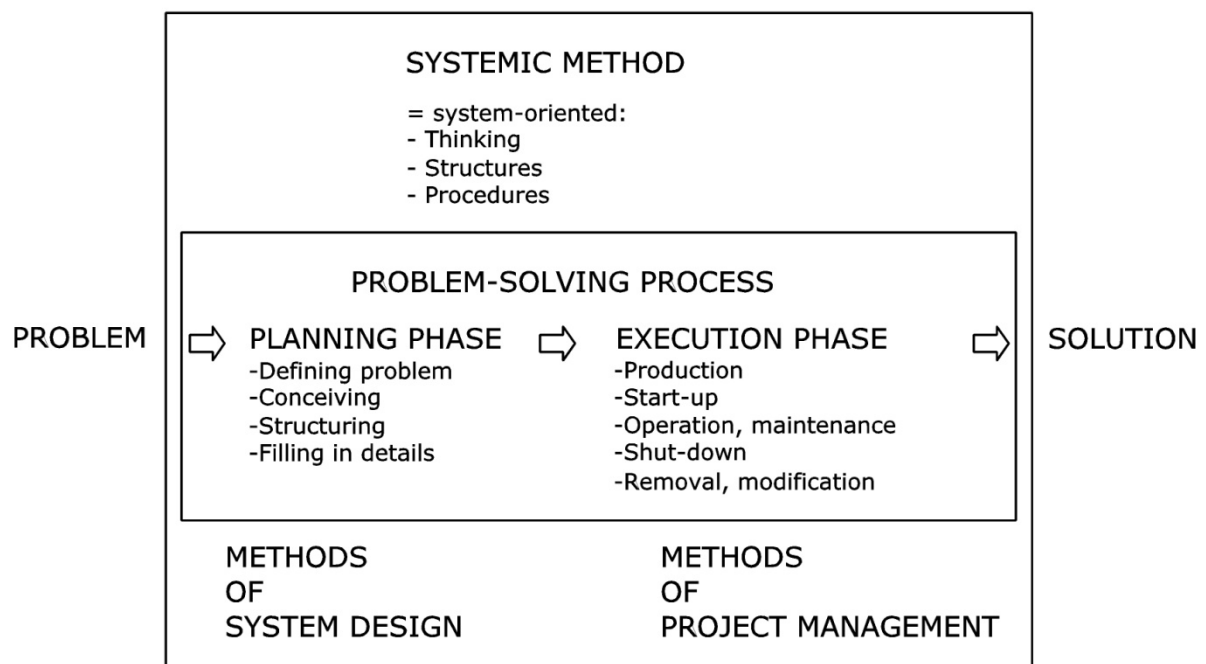 SYSTEMIC METHOD
= system-oriented:
- Thinking
- Structures
- Procedures
PROBLEM-SOLVING PROCESS
PROBLEM
PLANNING PHASE
-Defining problem
-Conceiving
-Structuring
-Filling in details
EXECUTION PHASE
-Production
-Start-up
-Operation, maintenance
-Shut-down
-Removal, modification
SOLUTION
METHODS
OF
SYSTEM DESIGN
METHODS
OF
PROJECT MANAGEMENT